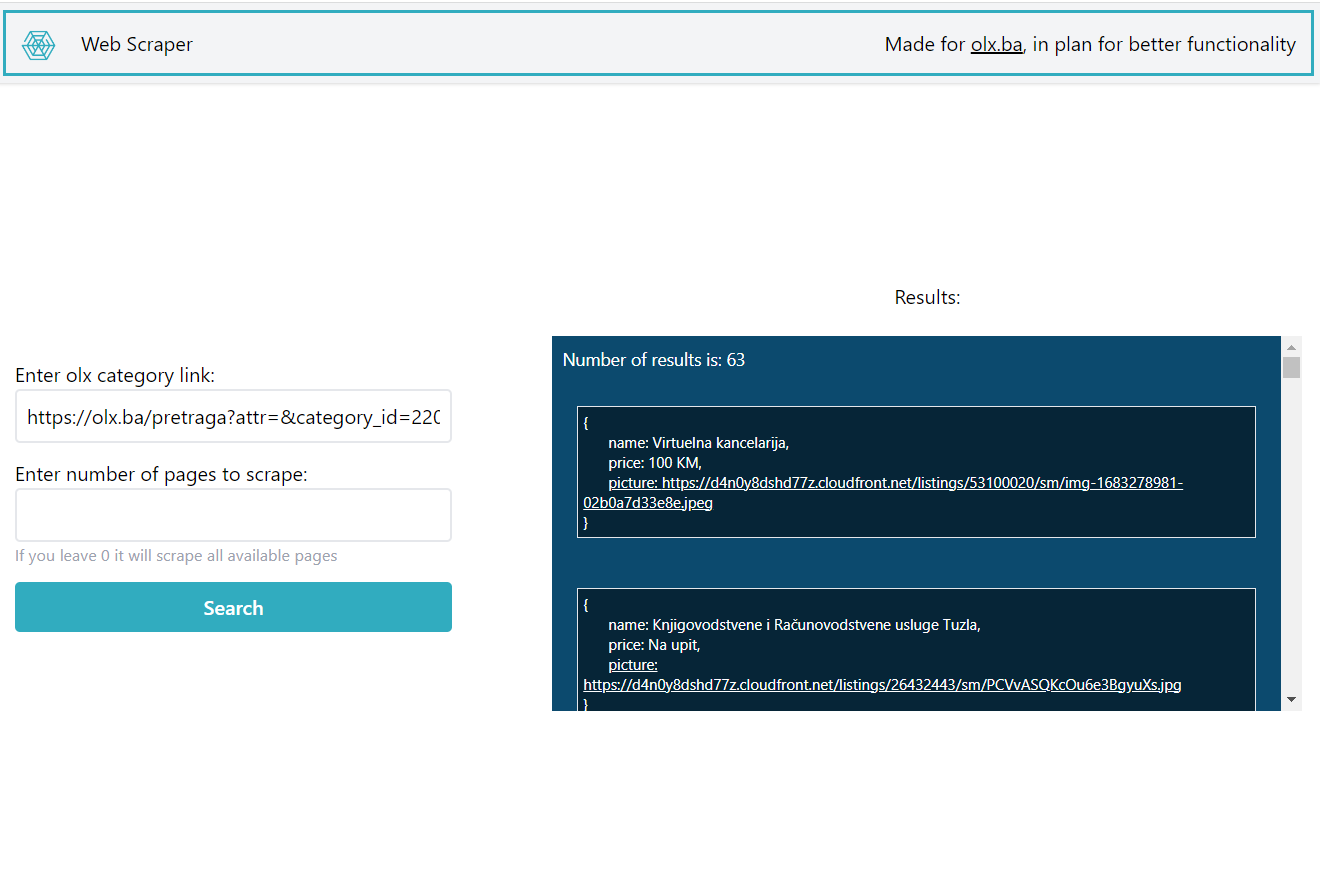 Web Scraper
Made for olx.ba, in plan for better functionality
Enter olx category link:
https://olx.ba/pretraga?attr=&category_id=220
Enter number of pages to scrape:
If you leave 0 it will scrape all available pages
Search
Results:
Number of results is: 63
{
name: Virtuelna kancelarija,
price: 100 KM,
picture: https://d4n0y8dshd77z.cloudfront.net/listings/53100020/sm/img-1683278981-
02b0a7d33e8e.jpeg
}
{
name: Knjigovodstvene i Računovodstvene usluge Tuzla,
price: Na upit,
picture:
https://d4n0y8dshd77z.cloudfront.net/listings/26432443/sm/PCVvASQKcOu6e3BgyuXs.jpg
}